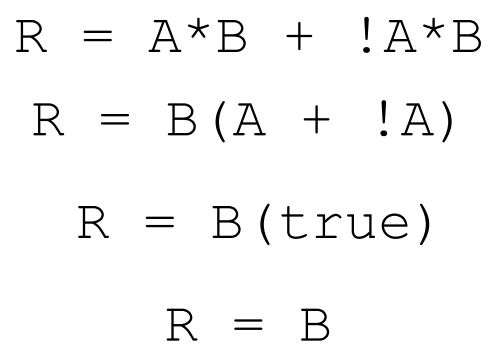 R = A*B + !A*B
R = B(A + !A)
R = B(true)
R = B